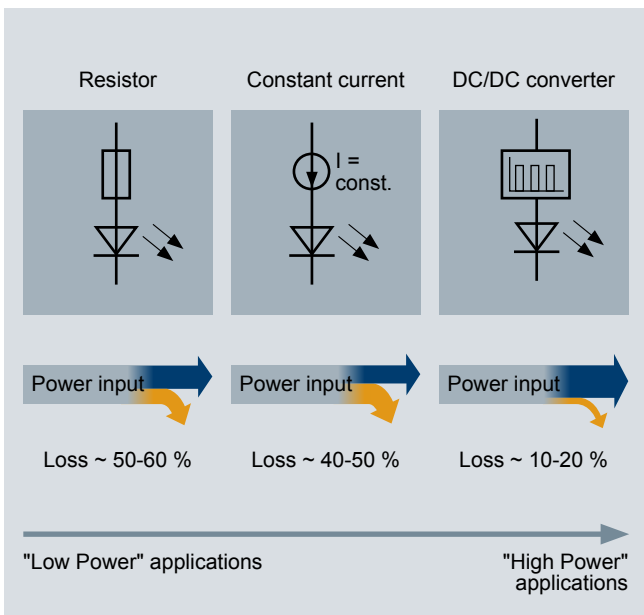 Resistor
Constant current
DC/DC converter
I =
const.
Power input
Power input
Power input
Loss ~ 50-60 %
Loss ~ 40-50 %
Loss ~ 10-20 %
"Low Power" applications
"High Power"
applications